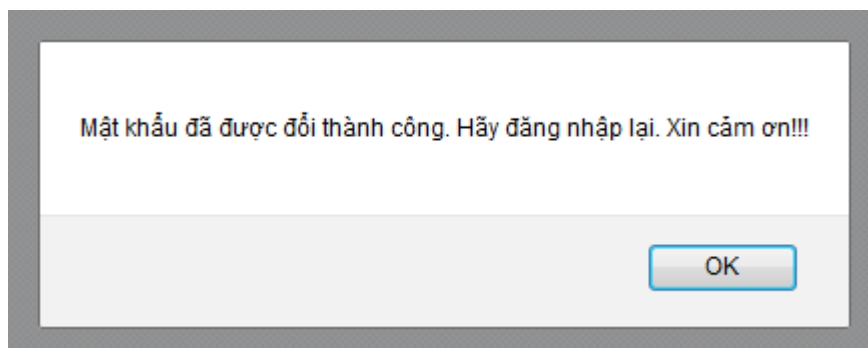 Mật khẩu đã được đổi thành công. Hãy đăng nhập lại. Xin cảm ơn!!!
OK